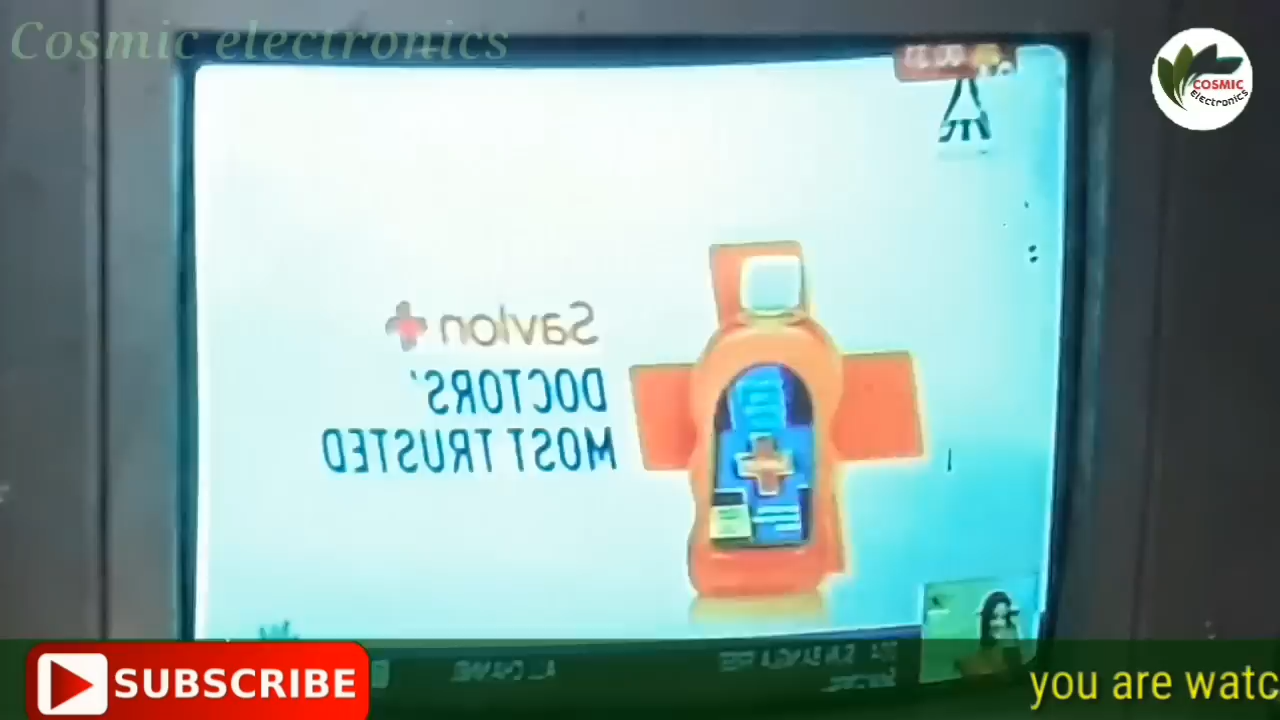 Cosmic electronics
COSMIC
Electronics
Savlon
DOCTORS'
MOST TRUSTED
SUBSCRIBE
you are watc